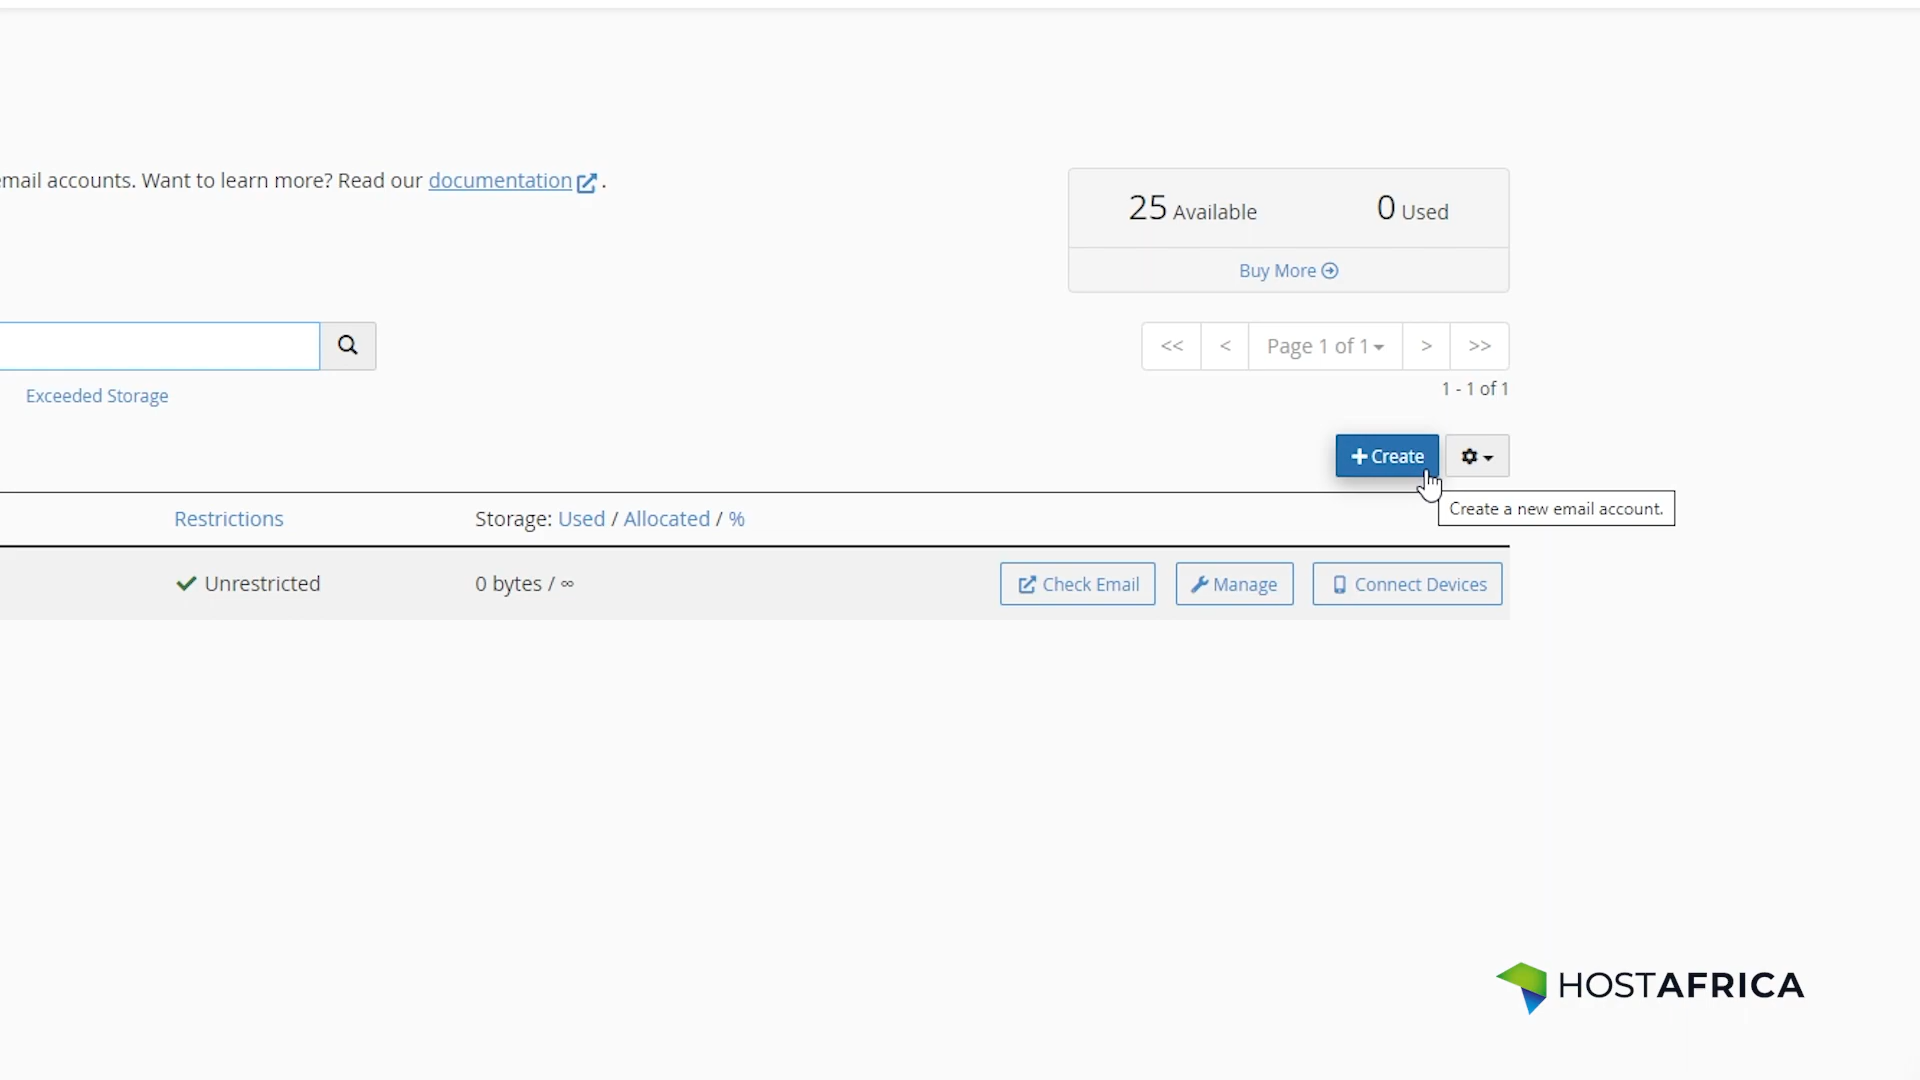 email accounts. Want to learn more? Read our documentation .
25 Available 0 Used
Buy More
<< < Page 1 of 1 > >>
Exceeded Storage
1 - 1 of 1
Create
Create a new email account.
Restrictions Storage: Used / Allocated / %
Unrestricted 0 bytes / ∞ Check Email Manage Connect Devices
HOSTAFRICA